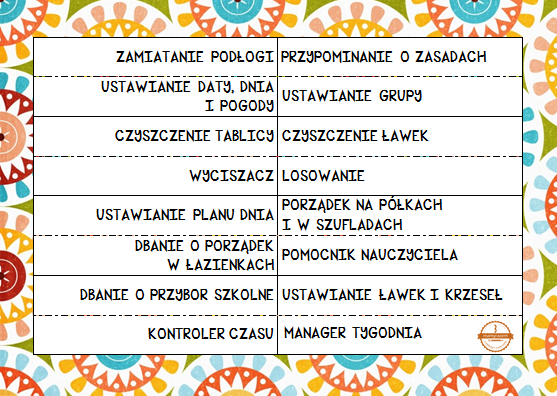 ZAMIATANIE PODŁOGI
PRZYPOMINANIE O ZASADACH
USTAWIANIE DATY, DNIA
I POGODY
USTAWIANIE GRUPY
CZYSZCZENIE TABLICY
CZYSZCZENIE ŁAWEK
WYCISZACZ
LOSOWANIE
USTAWIANIE PLANU DNIA
PORZĄDEK NA PÓŁKACH
I W SZUFLADACH
DBANIE O PORZĄDEK
W ŁAZIENKACH
POMOCNIK NAUCZYCIELA
DBANIE O PRZYBOR SZKOLNE
USTAWIANIE ŁAWEK I KRZESEŁ
KONTROLER CZASU
MANAGER TYGODNIA